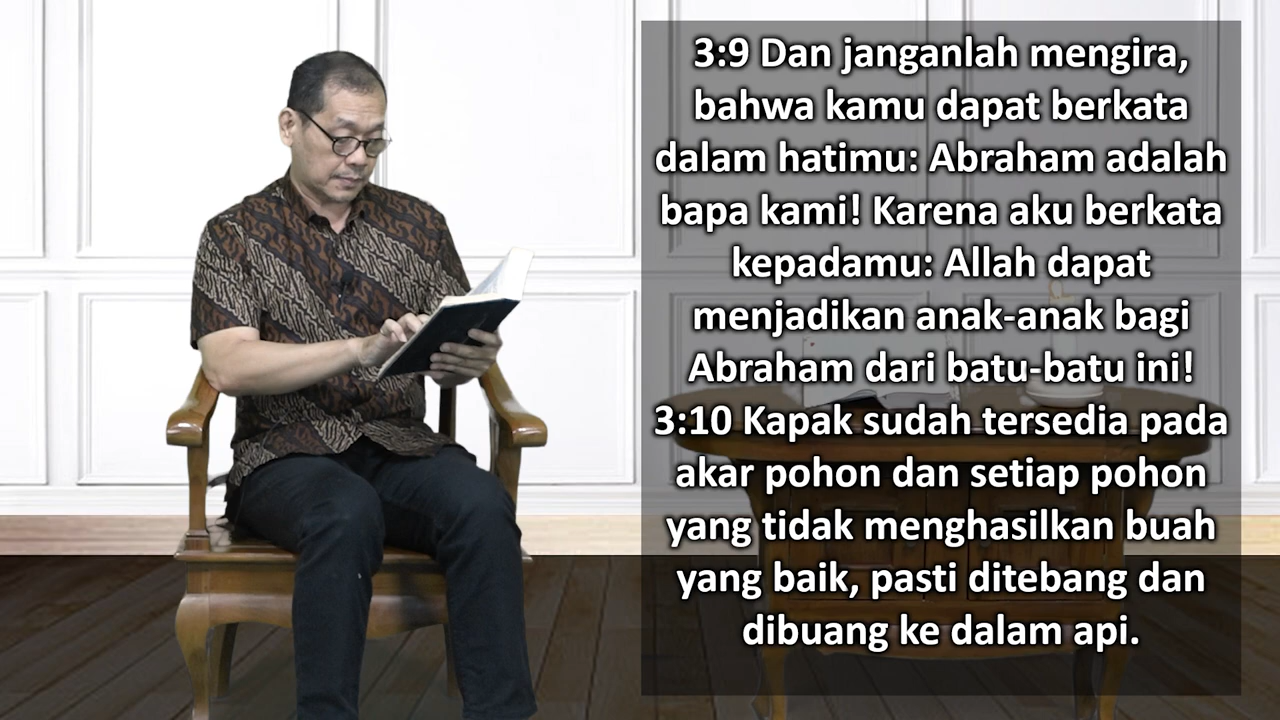 3:9 Dan janganlah mengira,
bahwa kamu dapat berkata
dalam hatimu: Abraham adalah
bapa kami! Karena aku berkata
kepadamu: Allah dapat
menjadikan anak-anak bagi
Abraham dari batu-batu ini!
3:10 Kapak sudah tersedia pada
akar pohon dan setiap pohon
yang tidak menghasilkan buah
yang baik, pasti ditebang dan
dibuang ke dalam api.